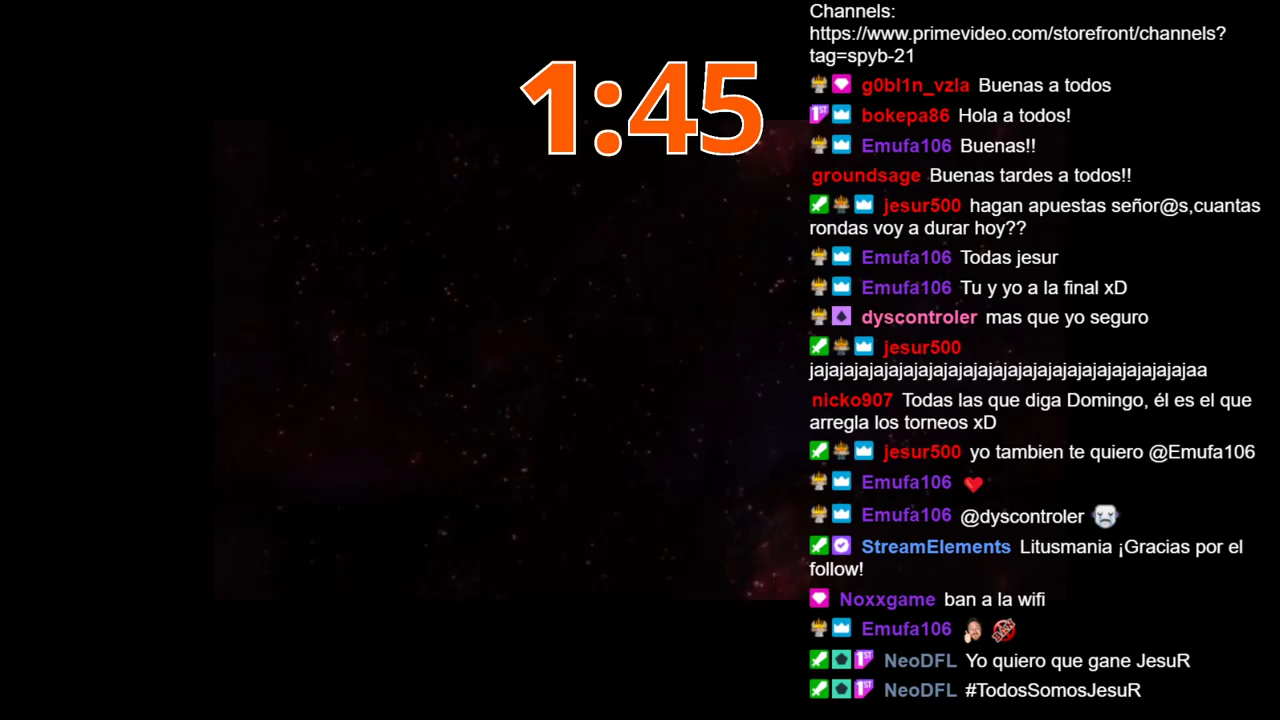 Channels:
https://www.primevideo.com/storefront/channels?
tag=spyb-21
1:45
g0bl1n_vzla Buenas a todos
bokepa86 Hola a todos!
Emufa106 Buenas!!
groundsage Buenas tardes a todos!!
jesur500 hagan apuestas señor@s,cuantas
rondas voy a durar hoy??
Emufa106 Todas jesur
Emufa106 Tu y yo a la final xD
dyscontroler mas que yo seguro
jesur500
jajajajajajajajajajajajajajajajajajajajajajajajajajaa
nicko907 Todas las que diga Domingo, él es el que
arregla los torneos xD
jesur500 yo tambien te quiero @Emufa106
Emufa106
Emufa106 @dyscontroler
StreamElements Litusmania ¡Gracias por el
follow!
Noxxgame ban a la wifi
Emufa106
1ST NeoDFL Yo quiero que gane JesuR
1ST NeoDFL #TodosSomosJesuR